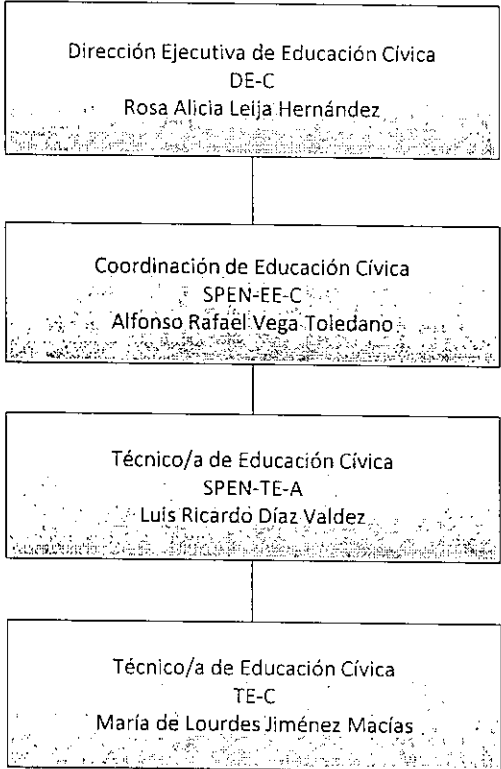 Dirección Ejecutiva de Educación Cívica
DE-C
Rosa Alicia Leija Hernández
Coordinación de Educación Cívica
SPEN-EE-C
Alfonso Rafael Vega Toledano
Técnico/a de Educación Cívica
SPEN-TE-A
Luis Ricardo Díaz Valdez
Técnico/a de Educación Cívica
TE-C
María de Lourdes Jiménez Macías